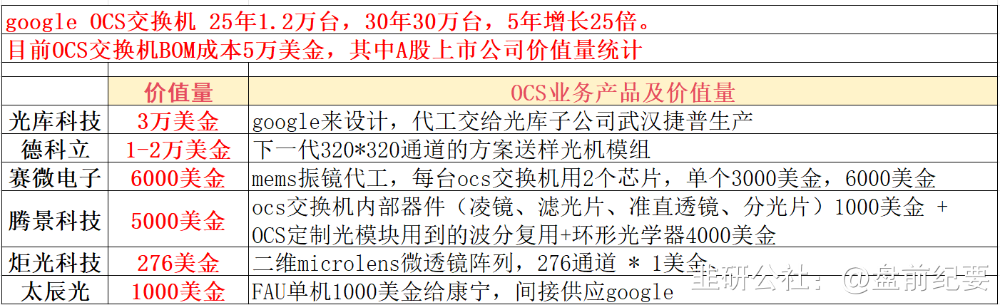 google OCS交换机 25年1.2万台，30年30万台，5年增长25倍。
目前OCS交换机BOM成本5万美金，其中A股上市公司价值量统计
价值量 OCS业务产品及价值量
光库科技 3万美金 google来设计，代工交给光库子公司武汉捷普生产
德科立 1-2万美金 下一代320*320通道的方案送样光机模组
赛微电子 6000美金 mems振镜代工，每台ocs交换机用2个芯片，单个3000美金，6000美金
腾景科技 5000美金 ocs交换机内部器件（凌镜、滤光片、准直透镜、分光片）1000美金 +
OCS定制光模块用到的波分复用+环形光学器4000美金
炬光科技 276美金 二维microlens微透镜阵列，276通道 * 1美金、
太辰光 1000美金 FAU单机1000美金给康宁，间接供应google
韭研公社：@盘前纪要